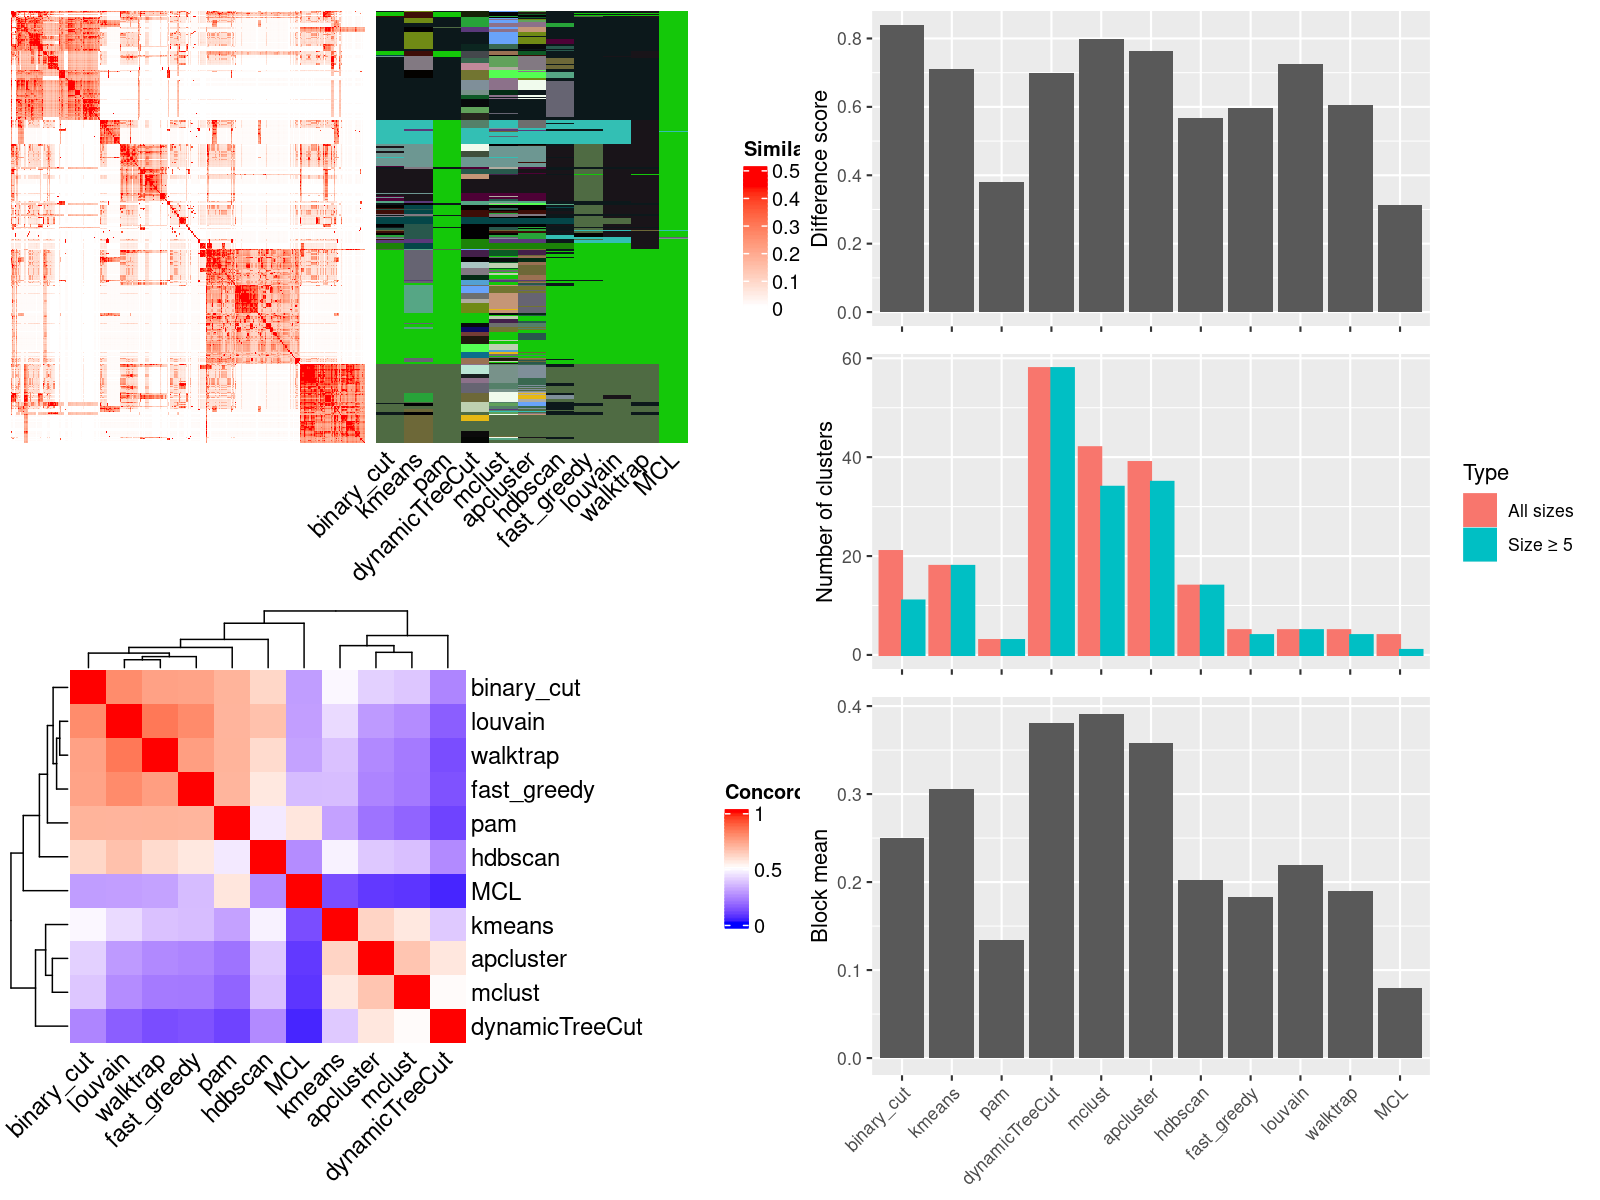 Simila
0.5
0.4
0.3
0.2
0.1
0
binary_cut
kmeans
pam
dynamicTreeCut
mclust
apcluster
hdbscan
fast_greedy
louvain
walktrap
MCL
binary_cut
louvain
walktrap
fast_greedy
pam
hdbscan
MCL
kmeans
apcluster
mclust
dynamicTreeCut
binary_cut
louvain
walktrap
fast_greedy
pam
hdbscan
MCL
kmeans
apcluster
mclust
dynamicTreeCut
Concord
1
0.5
0
Difference score
0.8
0.6
0.4
0.2
0.0
Number of clusters
60
40
20
0
Type
All sizes
Size ≥ 5
Block mean
0.4
0.3
0.2
0.1
0.0
binary_cut
kmeans
pam
dynamicTreeCut
mclust
apcluster
hdbscan
fast_greedy
louvain
walktrap
MCL